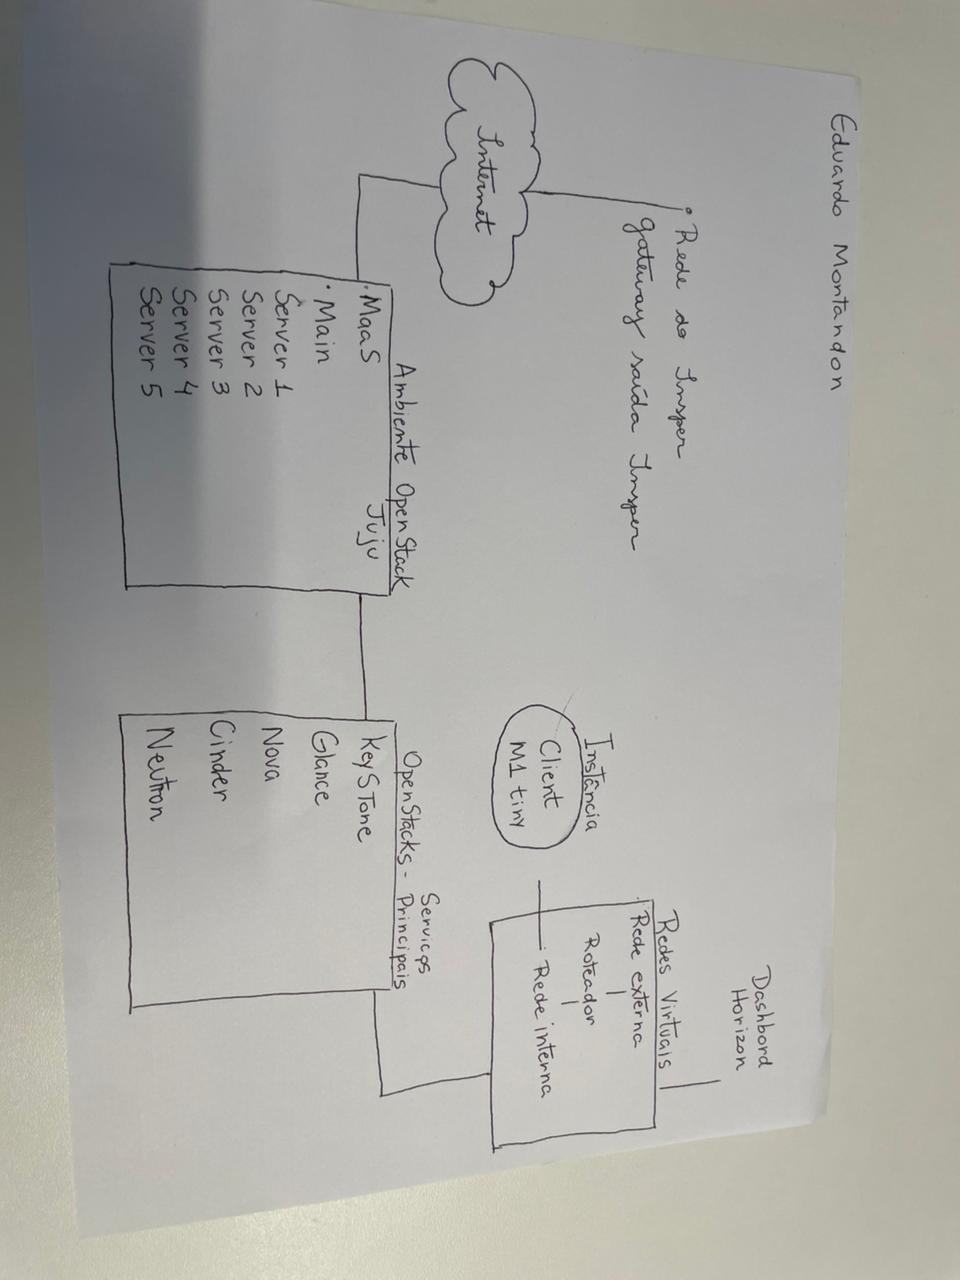 Eduardo Montandon
• Rede do Insper
gateway saída Insper
Internet
Ambiente OpenStack
• MaaS
Juju
• Main
Server 1
Server 2
Server 3
Server 4
Server 5
Serviços
OpenStacks - Principais
KeySTone
Glance
Nova
Cinder
Neutron
Instância
Client
M1 tiny
Dashbord
Horizon
Redes Virtuais
• Rede externa
Roteador
Rede interna